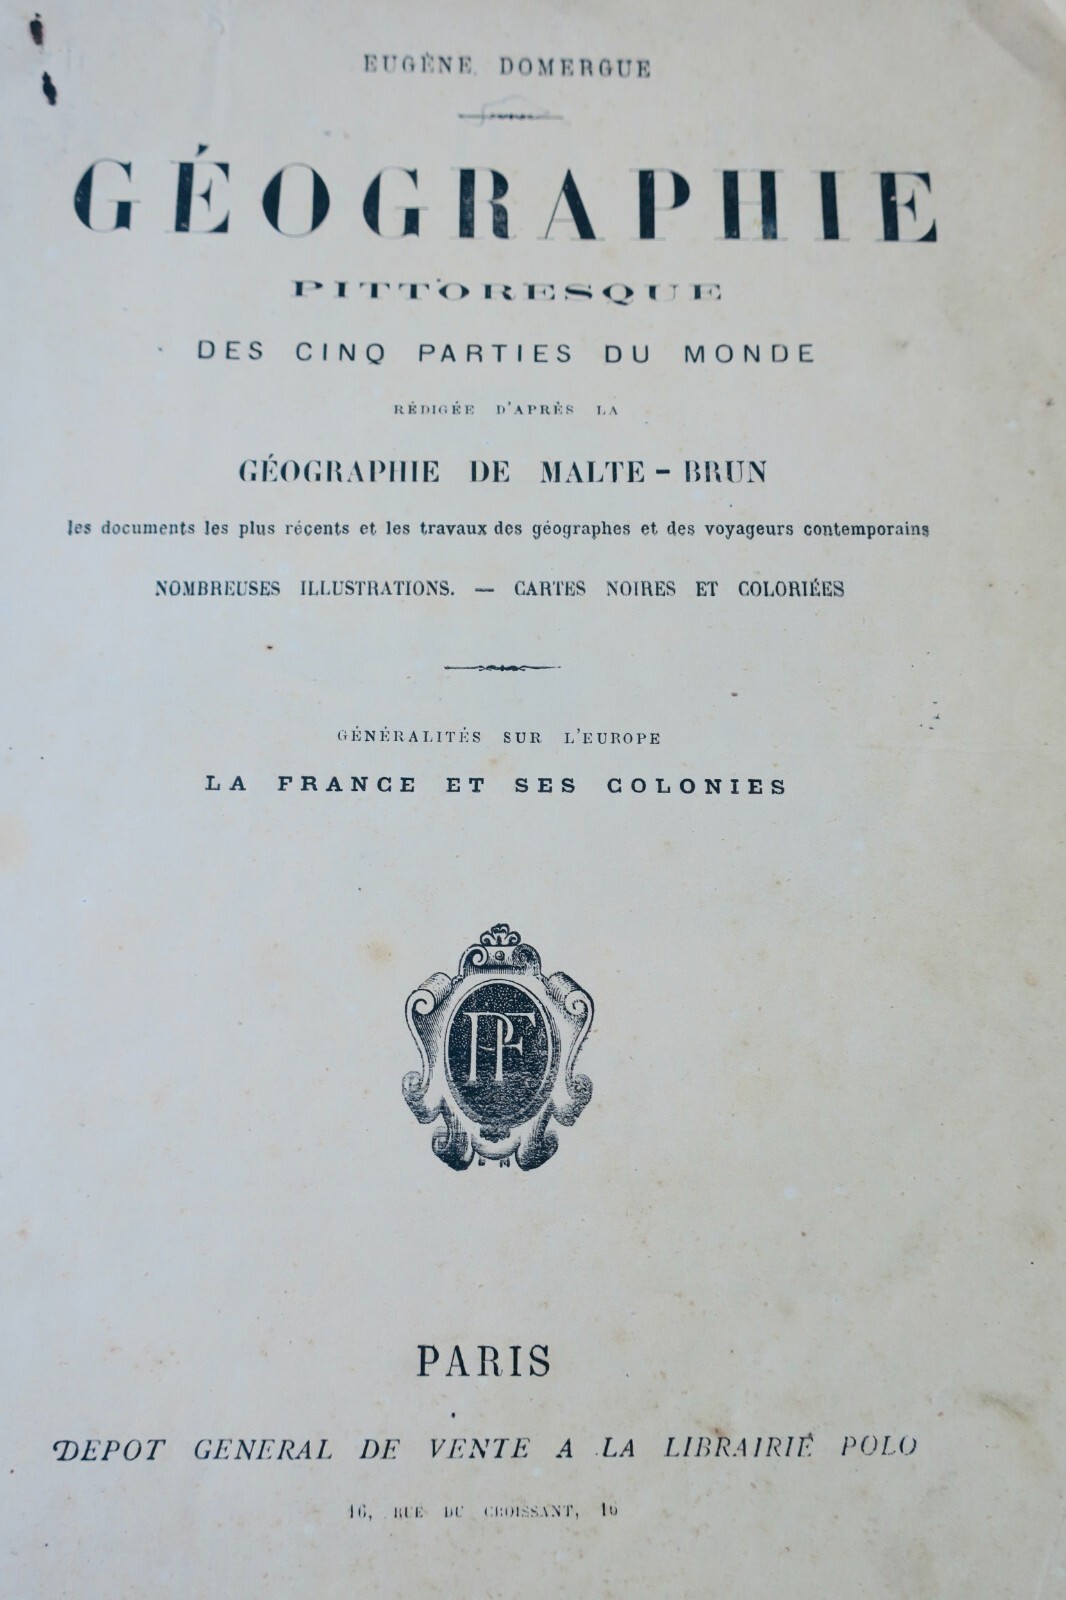 EUGÈNE DOMERGUE
GÉOGRAPHIE
PITTORESQUE
DES CINQ PARTIES DU MONDE
RÉDIGÉE D'APRÈS LA
GÉOGRAPHIE DE MALTE-BRUN
les documents les plus récents et les travaux des géographes et des voyageurs contemporains
NOMBREUSES ILLUSTRATIONS. — CARTES NOIRES ET COLORIÉES
GÉNÉRALITÉS SUR L'EUROPE
LA FRANCE ET SES COLONIES
PF
PARIS
DEPOT GENERAL DE VENTE A LA LIBRAIRIE POLO
16, RUE DU CROISSANT, 16